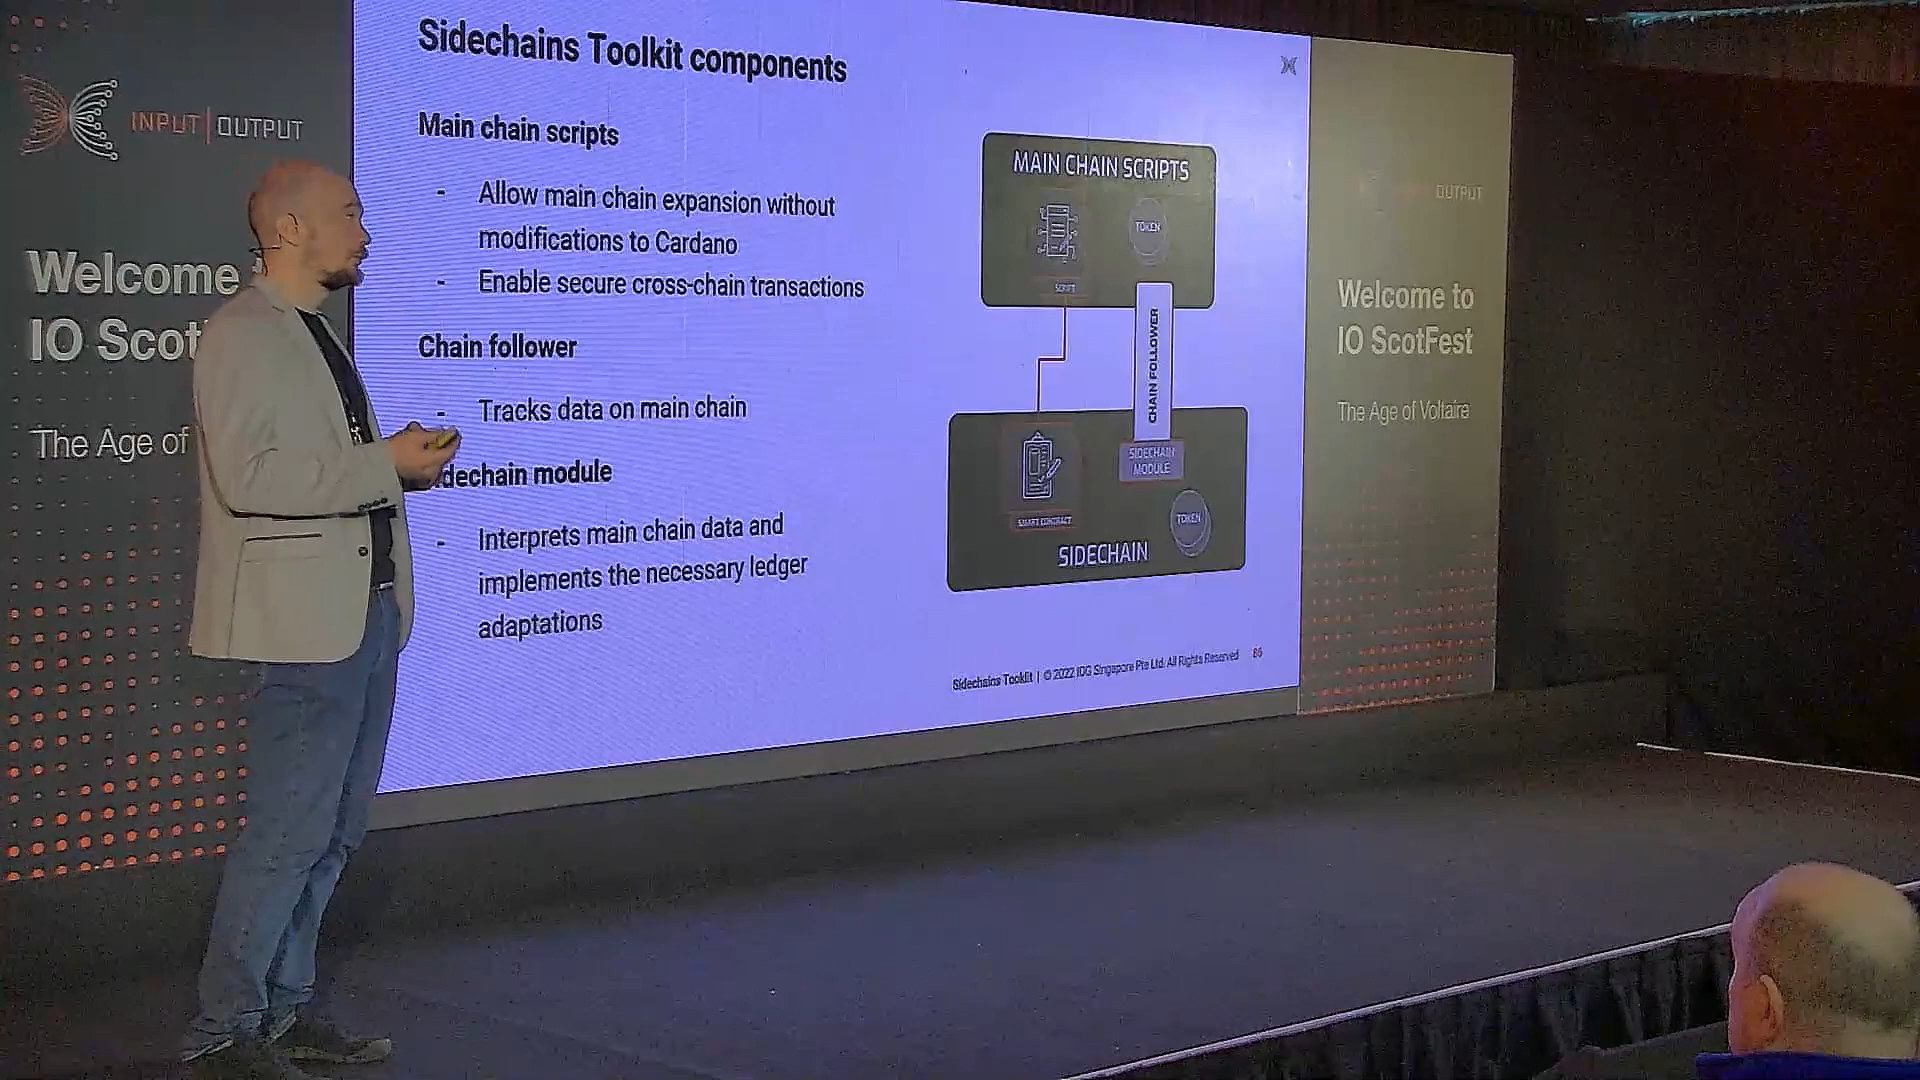 INPUT|OUTPUT
Welcome
IO Scot
The Age of
Sidechains Toolkit components
Main chain scripts
- Allow main chain expansion without
modifications to Cardano
- Enable secure cross-chain transactions
Chain follower
- Tracks data on main chain
dechain module
- Interprets main chain data and
implements the necessary ledger
adaptations
MAIN CHAIN SCRIPTS
TOKEN
SCRIPT
CHAIN FOLLOWER
SIDECHAIN
MODULE
TOKEN
SMART CONTRACT
SIDECHAIN
Sidechains Tooklit | © 2022 IOG Singapore Pte Ltd. All Rights Reserved 86
OUTPUT
Welcome to
IO ScotFest
The Age of Voltaire